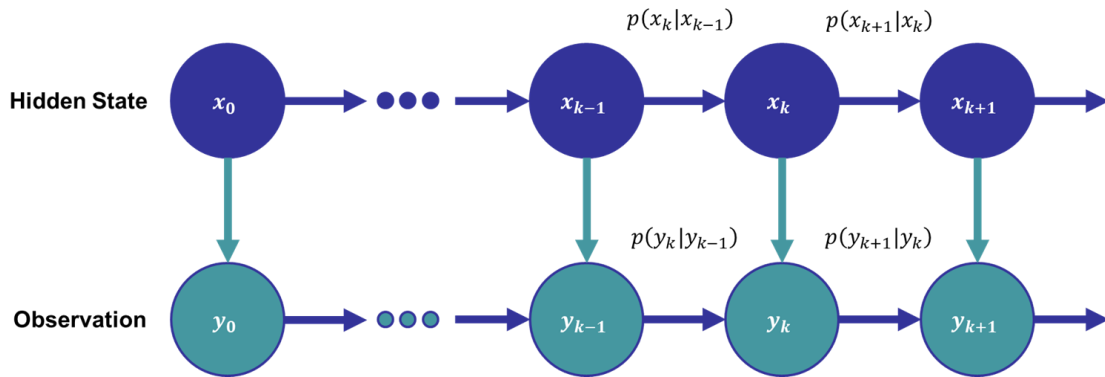 p(x_k|x_{k-1}) p(x_{k+1}|x_k)
Hidden State x_0 x_{k-1} x_k x_{k+1}
p(y_k|y_{k-1}) p(y_{k+1}|y_k)
Observation y_0 y_{k-1} y_k y_{k+1}